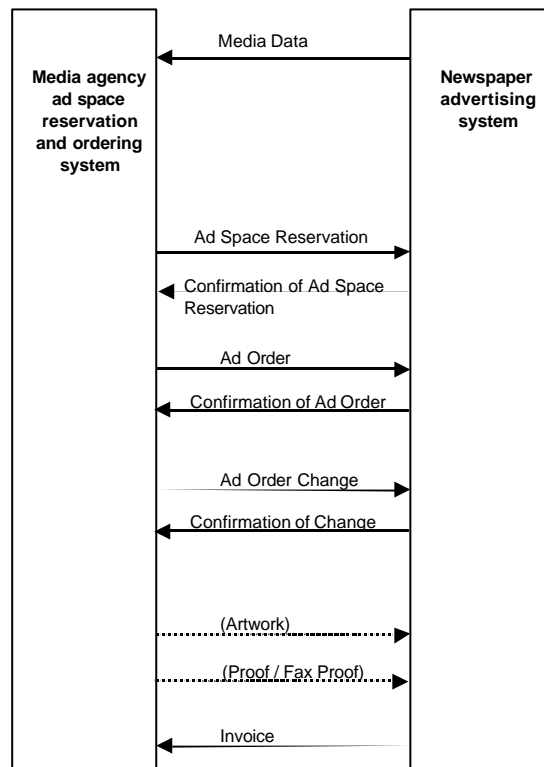 Media Data
Media agency
ad space
reservation
and ordering
system
Newspaper
advertising
system
Ad Space Reservation
Confirmation of Ad Space
Reservation
Ad Order
Confirmation of Ad Order
Ad Order Change
Confirmation of Change
(Artwork)
(Proof / Fax Proof)
Invoice